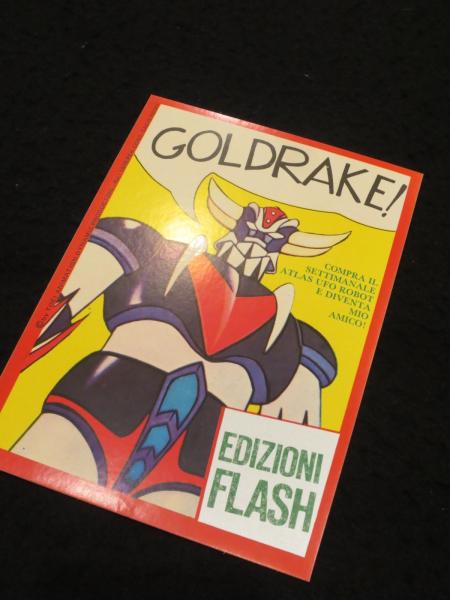 GOLDRAKE!
COMPRA IL
SETTIMANALE
ATLAS UFO ROBOT
E DIVENTA
MIO
AMICO!
EDIZIONI
FLASH